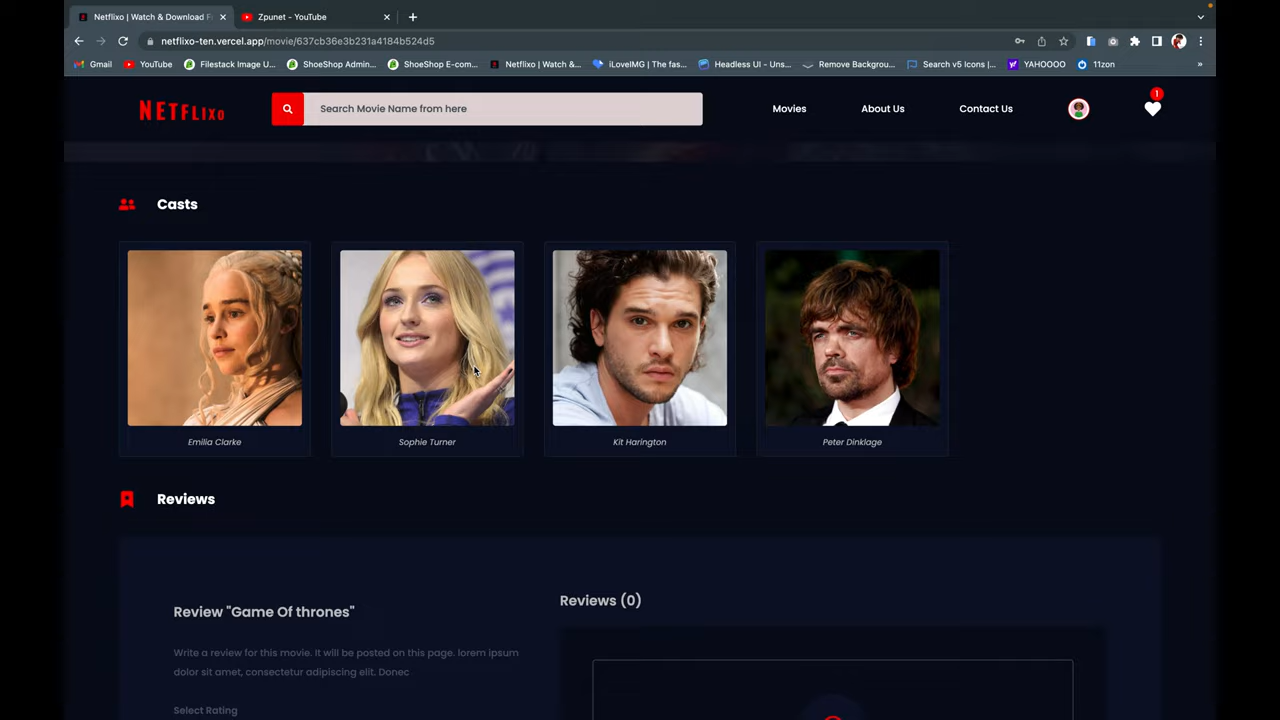 Netflixo | Watch & Download F
Zpunet - YouTube
netflixo-ten.vercel.app/movie/637cb36e3b231a4184b524d5
Gmail
YouTube
Filestack Image U...
ShoeShop Admin...
ShoeShop E-com...
Netflixo | Watch &...
iLoveIMG | The fas...
Headless UI - Uns...
Remove Backgrou...
Search v5 Icons |...
YAHOOOO
11zon
»
NETFLIXO
Search Movie Name from here
Movies
About Us
Contact Us
1
Casts
Emilia Clarke
Sophie Turner
Kit Harington
Peter Dinklage
Reviews
Review "Game Of thrones"
Write a review for this movie. It will be posted on this page. lorem ipsum
dolor sit amet, consectetur adipiscing elit. Donec
Select Rating
Reviews (0)